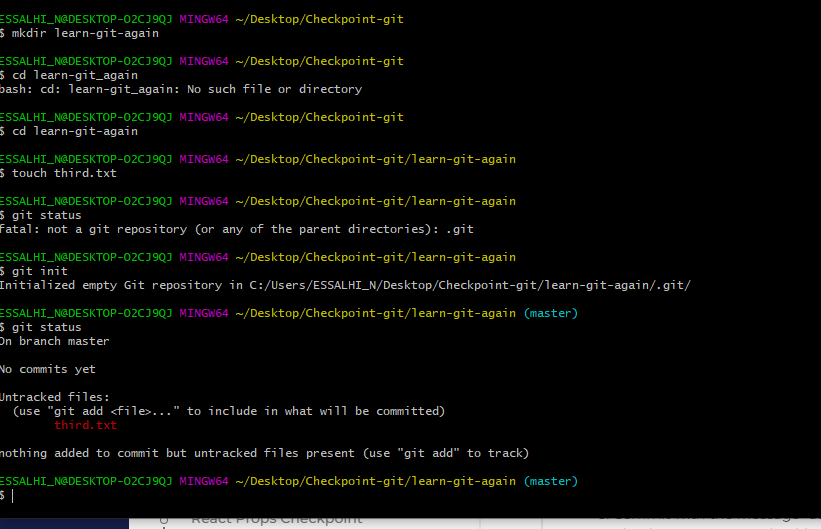 ESSALHI_N@DESKTOP-O2CJ9QJ MINGW64 ~/Desktop/Checkpoint-git
$ mkdir learn-git-again
ESSALHI_N@DESKTOP-O2CJ9QJ MINGW64 ~/Desktop/Checkpoint-git
$ cd learn-git_again
bash: cd: learn-git_again: No such file or directory
ESSALHI_N@DESKTOP-O2CJ9QJ MINGW64 ~/Desktop/Checkpoint-git
$ cd learn-git-again
ESSALHI_N@DESKTOP-O2CJ9QJ MINGW64 ~/Desktop/Checkpoint-git/learn-git-again
$ touch third.txt
ESSALHI_N@DESKTOP-O2CJ9QJ MINGW64 ~/Desktop/Checkpoint-git/learn-git-again
$ git status
fatal: not a git repository (or any of the parent directories): .git
ESSALHI_N@DESKTOP-O2CJ9QJ MINGW64 ~/Desktop/Checkpoint-git/learn-git-again
$ git init
Initialized empty Git repository in C:/Users/ESSALHI_N/Desktop/Checkpoint-git/learn-git-again/.git/
ESSALHI_N@DESKTOP-O2CJ9QJ MINGW64 ~/Desktop/Checkpoint-git/learn-git-again (master)
$ git status
On branch master
No commits yet
Untracked files:
(use "git add <file>..." to include in what will be committed)
third.txt
nothing added to commit but untracked files present (use "git add" to track)
ESSALHI_N@DESKTOP-O2CJ9QJ MINGW64 ~/Desktop/Checkpoint-git/learn-git-again (master)
$
React Props Checkpoint